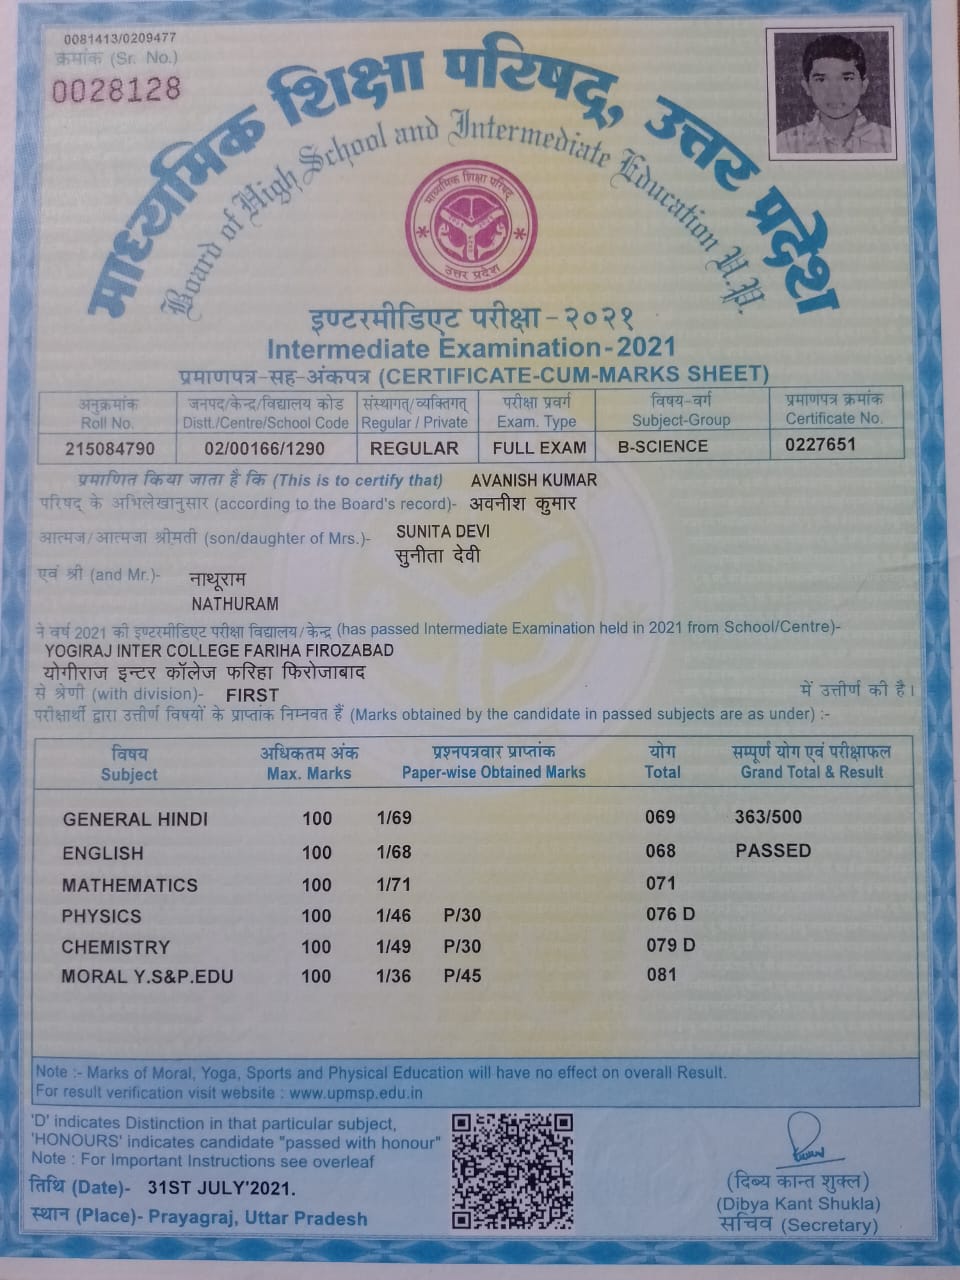 0081413/0209477
क्रमांक (Sr. No.)
0028128
माध्यमिक शिक्षा परिषद्, उत्तर प्रदेश
Board of High School and Intermediate Education U.P.
माध्यमिक शिक्षा परिषद्
उत्तर प्रदेश
इण्टरमीडिएट परीक्षा - २०२१
Intermediate Examination - 2021
प्रमाणपत्र-सह-अंकपत्र (CERTIFICATE-CUM-MARKS SHEET)
अनुक्रमांक जनपद/केन्द्र/विद्यालय कोड संस्थागत्/व्यक्तिगत् परीक्षा प्रवर्ग विषय-वर्ग प्रमाणपत्र क्रमांक
Roll No. Distt./Centre/School Code Regular / Private Exam. Type Subject-Group Certificate No.
215084790 02/00166/1290 REGULAR FULL EXAM B-SCIENCE 0227651
प्रमाणित किया जाता है कि (This is to certify that) AVANISH KUMAR
परिषद् के अभिलेखानुसार (according to the Board's record)- अवनीश कुमार
आत्मज/आत्मजा श्रीमती (son/daughter of Mrs.)- SUNITA DEVI
सुनीता देवी
एवं श्री (and Mr.)- नाथूराम
NATHURAM
ने वर्ष 2021 की इण्टरमीडिएट परीक्षा विद्यालय/केन्द्र (has passed Intermediate Examination held in 2021 from School/Centre)-
YOGIRAJ INTER COLLEGE FARIHA FIROZABAD
योगीराज इन्टर कॉलेज फरिहा फिरोजाबाद
से श्रेणी (with division)- FIRST में उत्तीर्ण की है।
परीक्षार्थी द्वारा उत्तीर्ण विषयों के प्राप्तांक निम्नवत हैं (Marks obtained by the candidate in passed subjects are as under) :-
विषय अधिकतम अंक प्रश्नपत्रवार प्राप्तांक योग सम्पूर्ण योग एवं परीक्षाफल
Subject Max. Marks Paper-wise Obtained Marks Total Grand Total & Result
GENERAL HINDI 100 1/69 069 363/500
ENGLISH 100 1/68 068 PASSED
MATHEMATICS 100 1/71 071
PHYSICS 100 1/46 P/30 076 D
CHEMISTRY 100 1/49 P/30 079 D
MORAL Y.S&P.EDU 100 1/36 P/45 081
Note :- Marks of Moral, Yoga, Sports and Physical Education will have no effect on overall Result.
For result verification visit website : www.upmsp.edu.in
'D' indicates Distinction in that particular subject,
'HONOURS' indicates candidate "passed with honour"
Note : For Important Instructions see overleaf
तिथि (Date)- 31ST JULY'2021.
स्थान (Place)- Prayagraj, Uttar Pradesh
(दिब्य कान्त शुक्ल)
(Dibya Kant Shukla)
सचिव (Secretary)